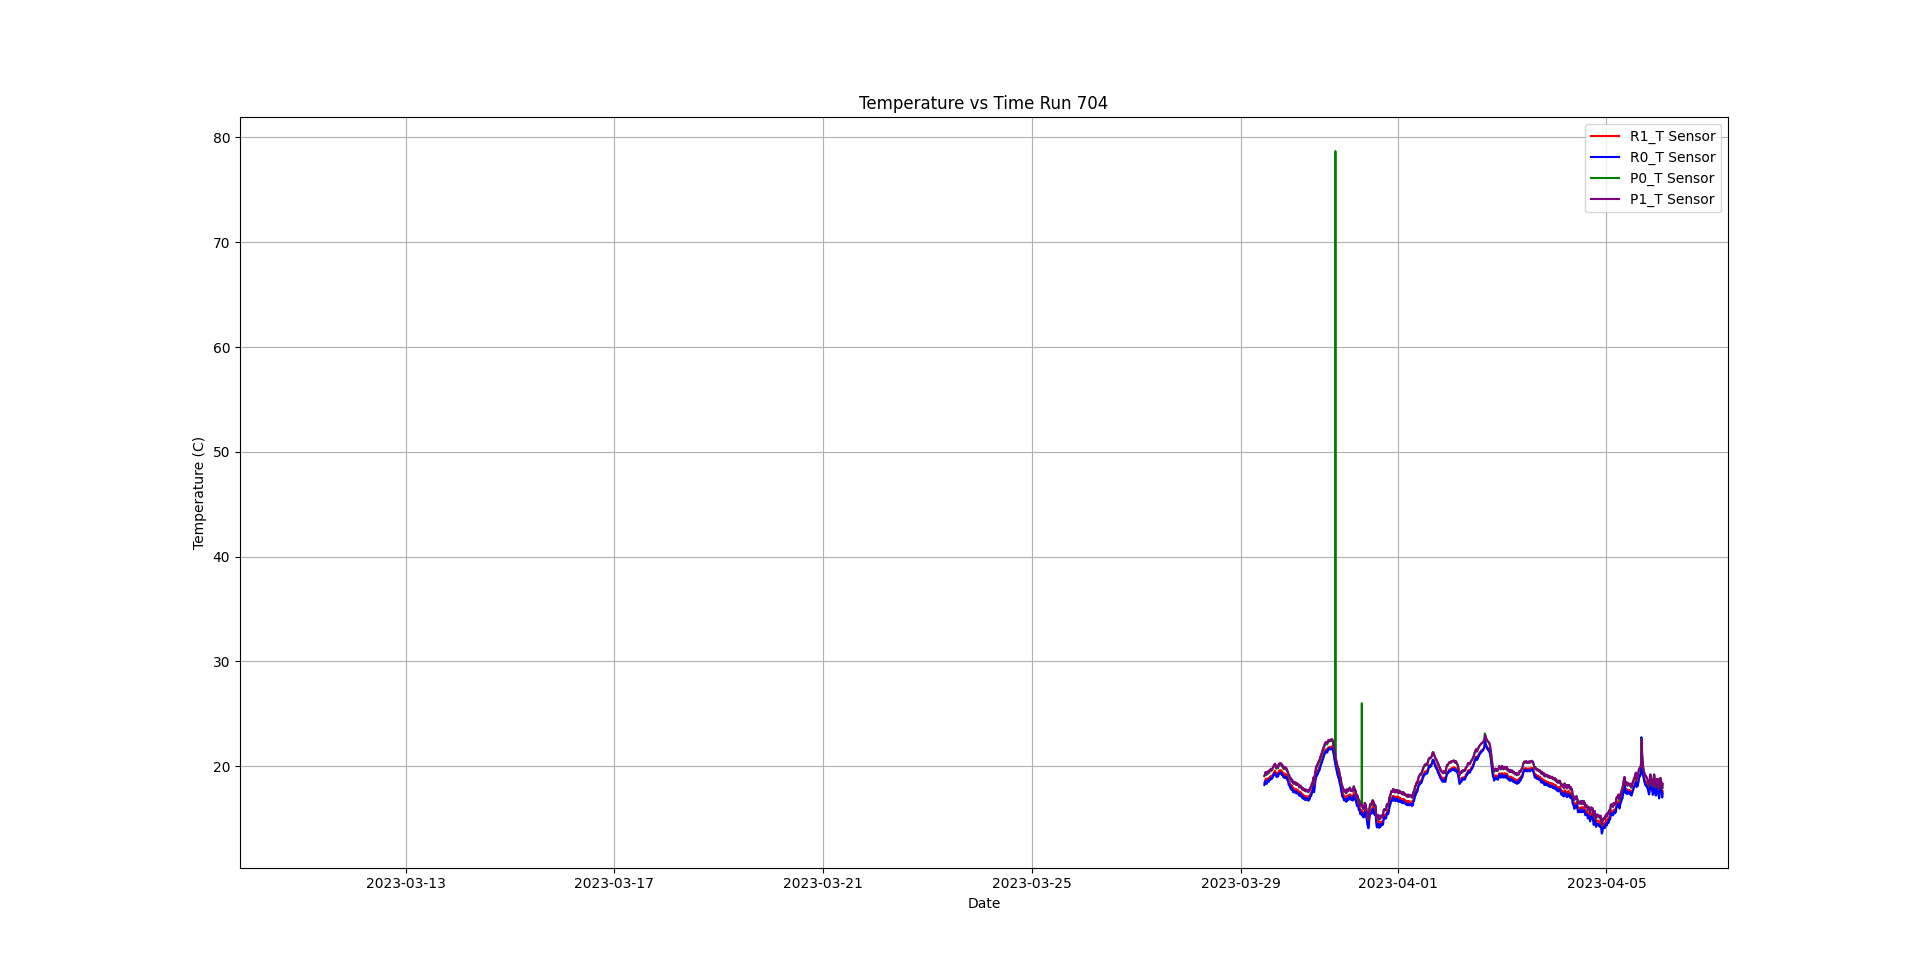 Temperature vs Time Run 704
R1_T Sensor
R0_T Sensor
P0_T Sensor
P1_T Sensor
80
70
60
50
40
30
20
Temperature (C)
2023-03-13 2023-03-17 2023-03-21 2023-03-25 2023-03-29 2023-04-01 2023-04-05
Date